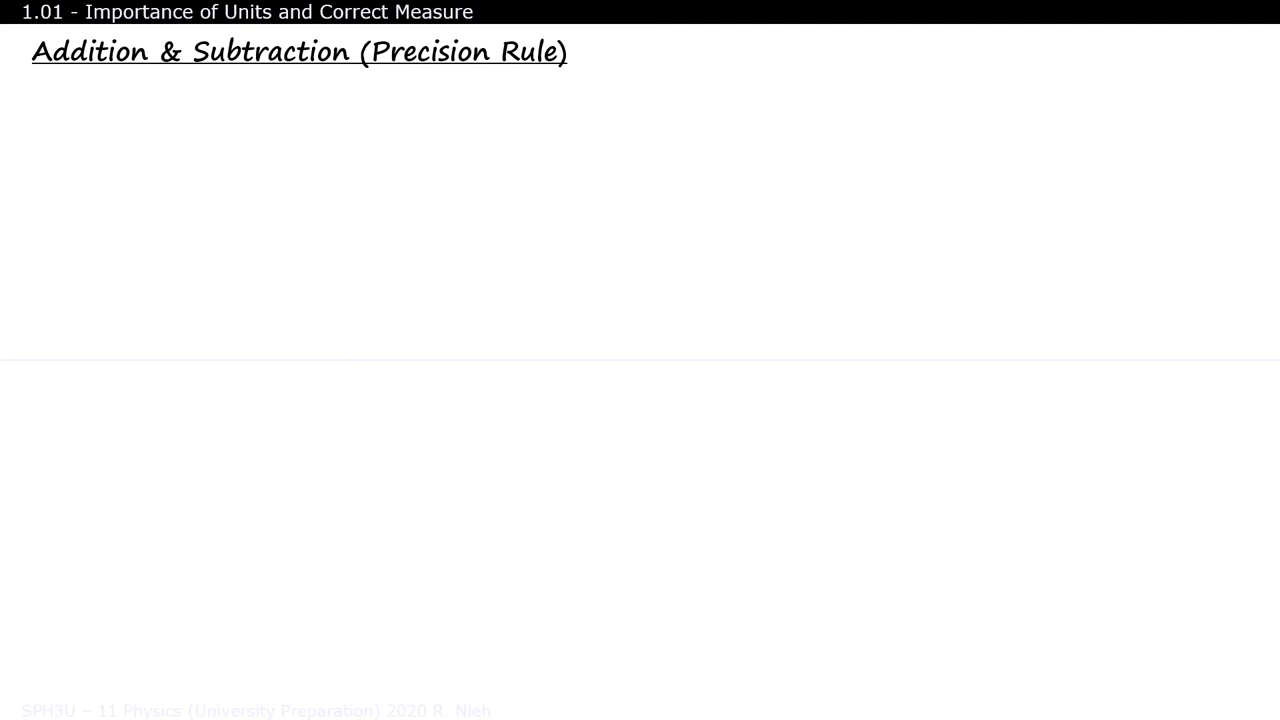 1.01 - Importance of Units and Correct Measure
Addition & Subtraction (Precision Rule)
SPH3U – 11 Physics (University Preparation) 2020 R. Nieh